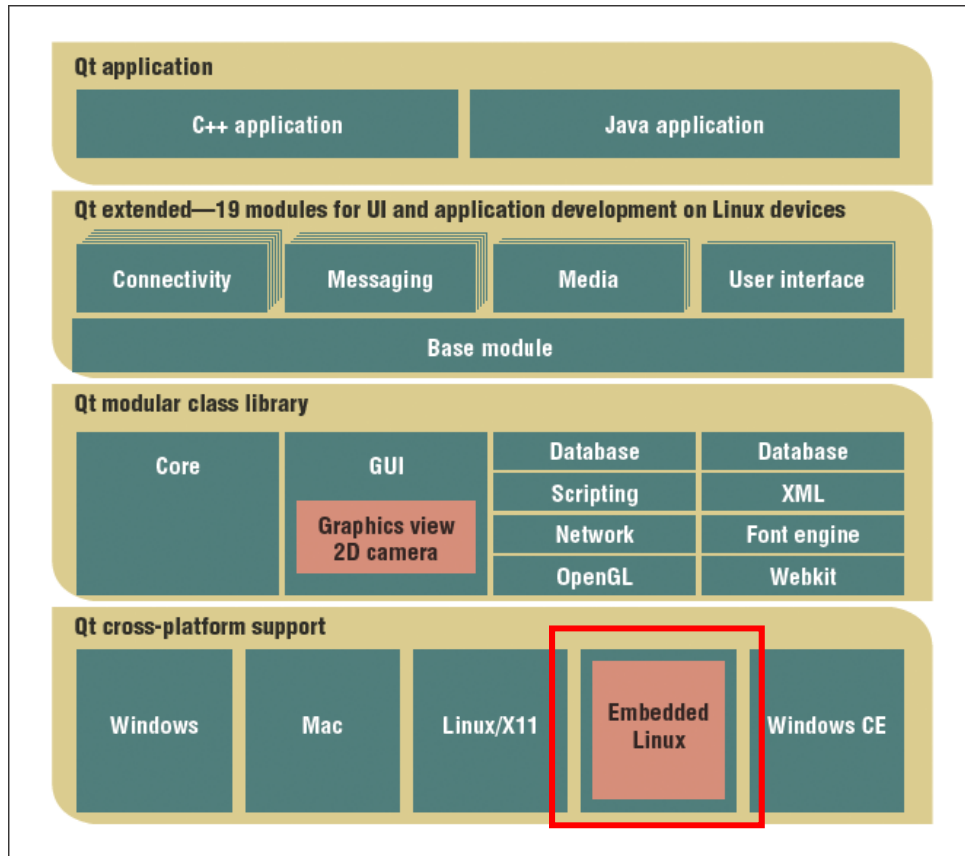 Qt application
C++ application
Java application
Qt extended—19 modules for UI and application development on Linux devices
Connectivity
Messaging
Media
User interface
Base module
Qt modular class library
Core
GUI
Graphics view
2D camera
Database
Scripting
Network
OpenGL
Database
XML
Font engine
Webkit
Qt cross-platform support
Windows
Mac
Linux/X11
Embedded
Linux
Windows CE